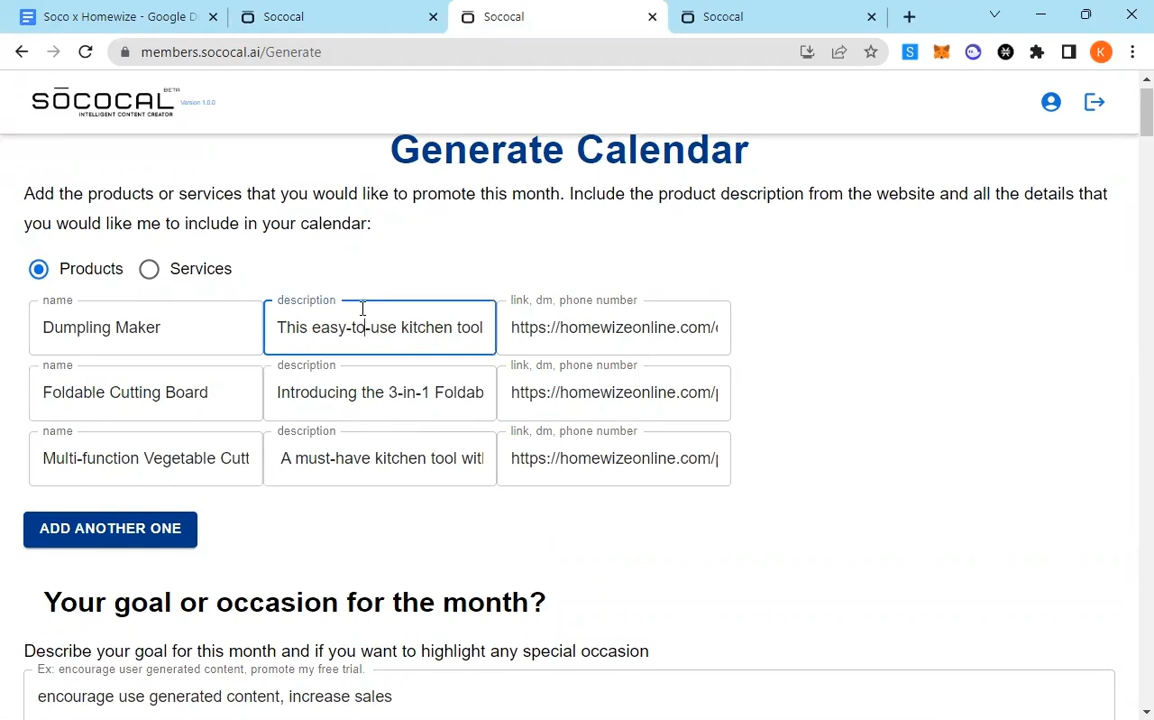 Soco x Homewize - Google D
Sococal
Sococal
Sococal
members.sococal.ai/Generate
S
K
SŌCOCAL BETA
INTELLIGENT CONTENT CREATOR
Version 1.0.0
Generate Calendar
Add the products or services that you would like to promote this month. Include the product description from the website and all the details that
you would like me to include in your calendar:
Products Services
name description link, dm, phone number
Dumpling Maker This easy-to-use kitchen tool https://homewizeonline.com/
name description link, dm, phone number
Foldable Cutting Board Introducing the 3-in-1 Foldab https://homewizeonline.com/p
name description link, dm, phone number
Multi-function Vegetable Cutt A must-have kitchen tool with https://homewizeonline.com/p
ADD ANOTHER ONE
Your goal or occasion for the month?
Describe your goal for this month and if you want to highlight any special occasion
Ex: encourage user generated content, promote my free trial.
encourage use generated content, increase sales